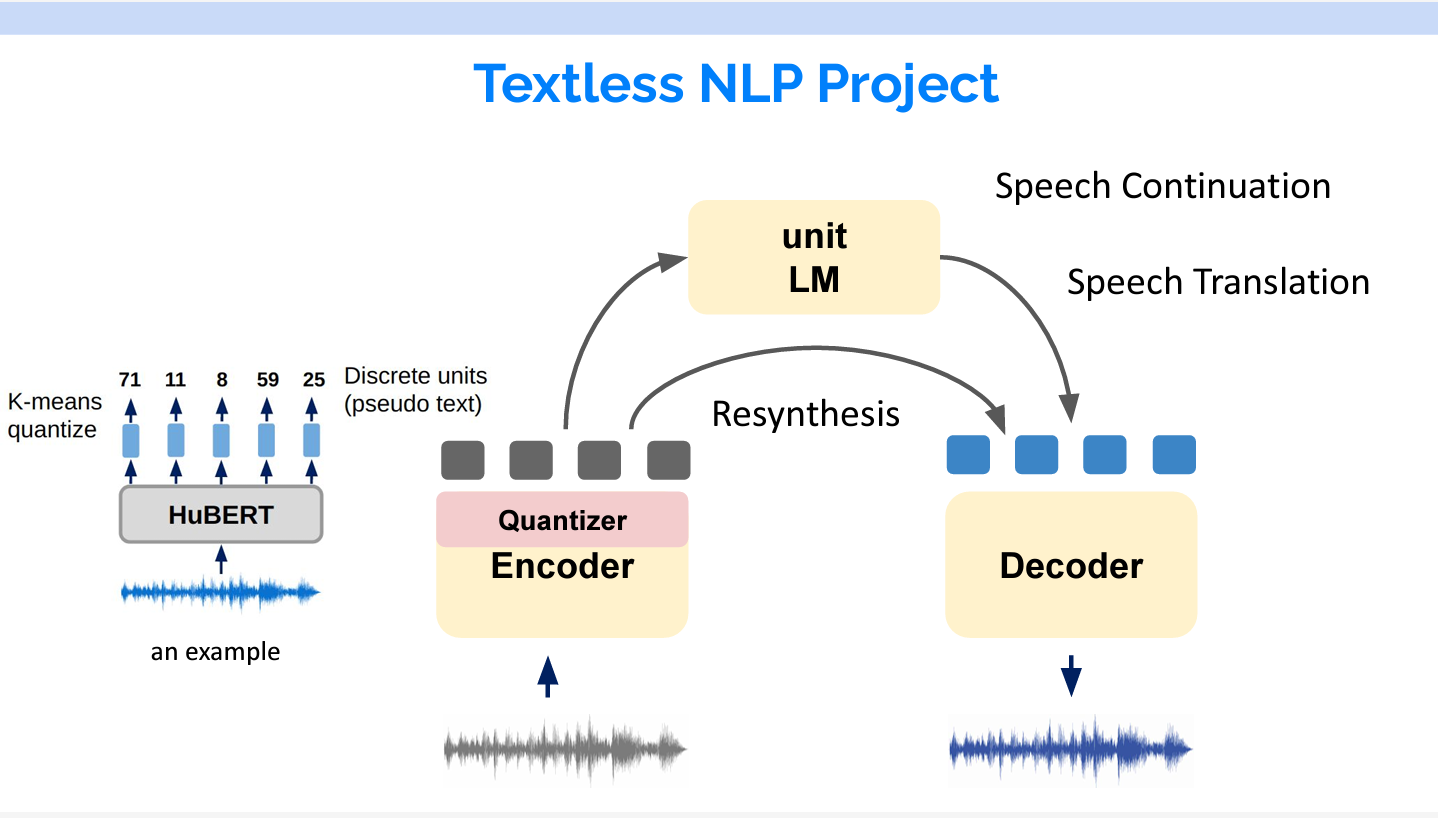 Textless NLP Project
Speech Continuation
unit
LM
Speech Translation
71 11 8 59 25
Discrete units
(pseudo text)
K-means
quantize
Resynthesis
HuBERT
Quantizer
Encoder
Decoder
an example